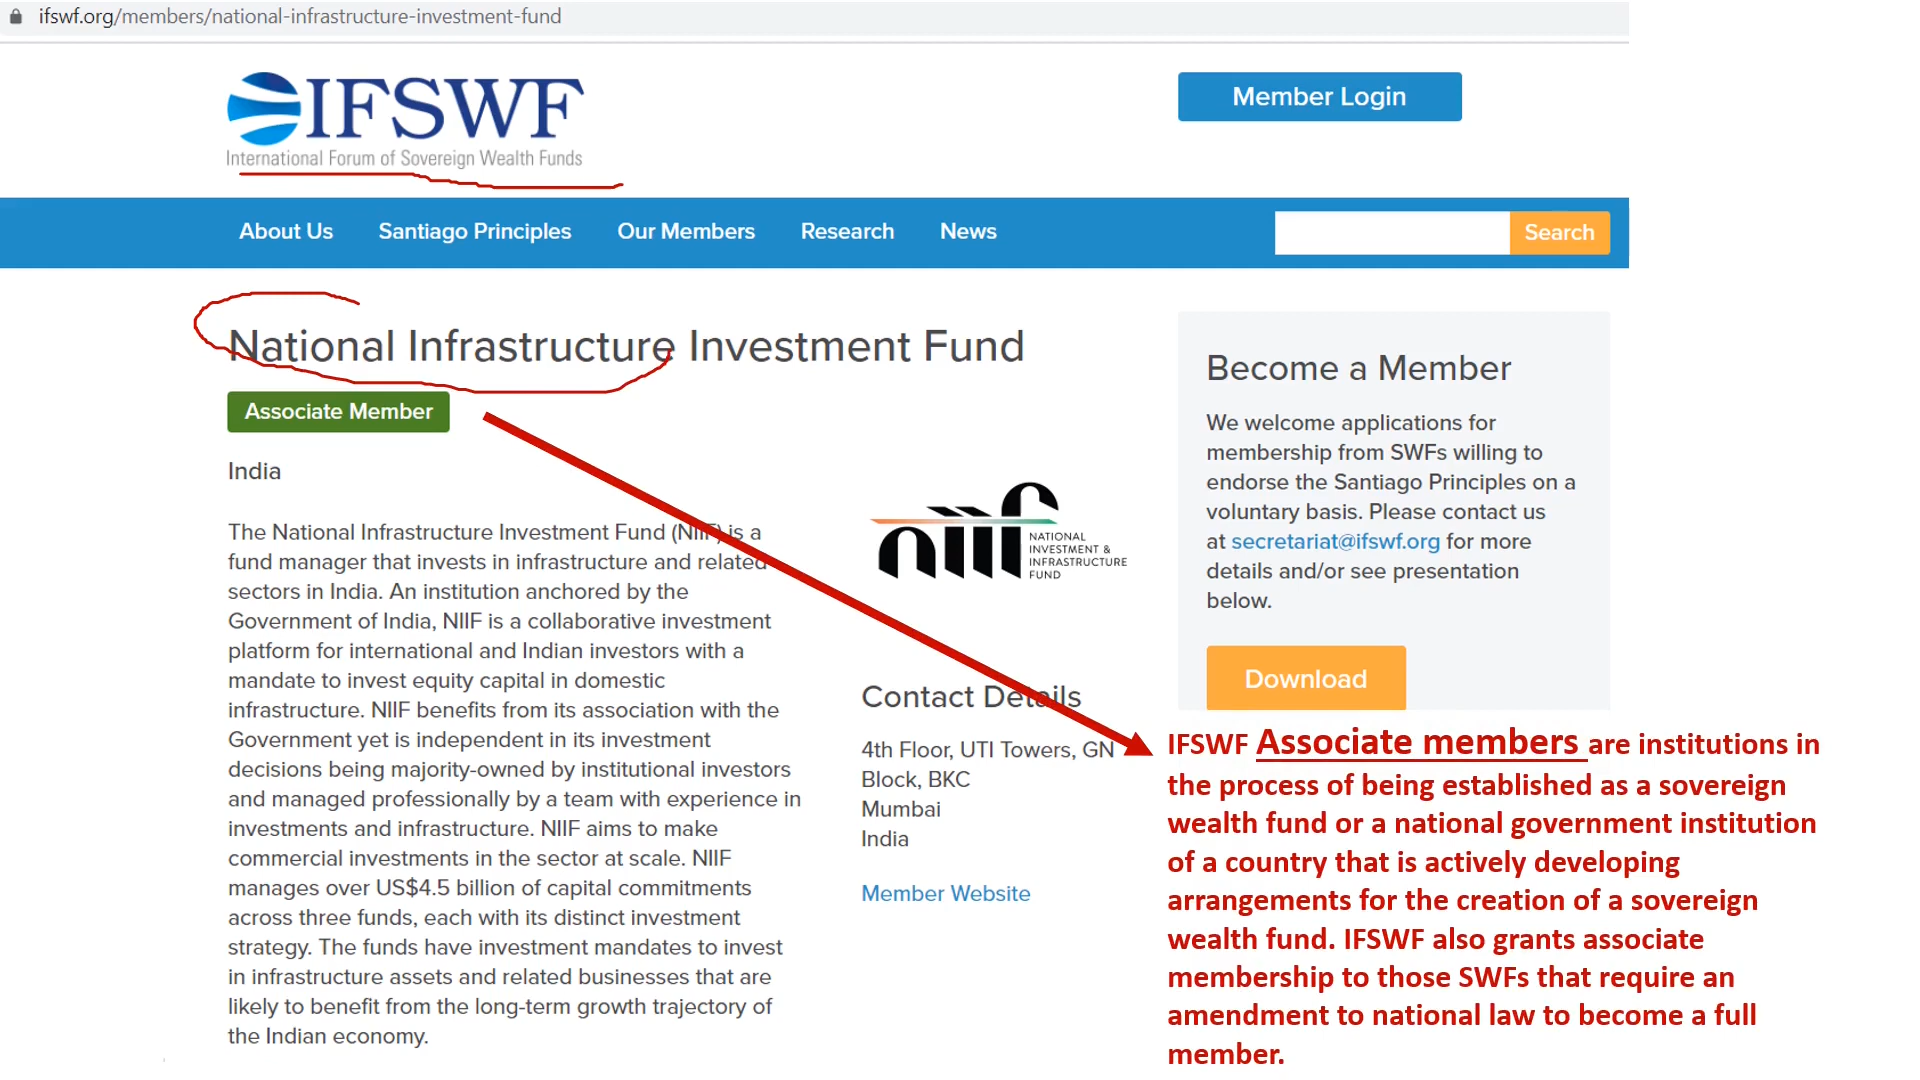 ifswf.org/members/national-infrastructure-investment-fund
IFSWF
International Forum of Sovereign Wealth Funds
Member Login
About Us Santiago Principles Our Members Research News Search
National Infrastructure Investment Fund
Associate Member
India
The National Infrastructure Investment Fund (NIIF) is a
fund manager that invests in infrastructure and related
sectors in India. An institution anchored by the
Government of India, NIIF is a collaborative investment
platform for international and Indian investors with a
mandate to invest equity capital in domestic
infrastructure. NIIF benefits from its association with the
Government yet is independent in its investment
decisions being majority-owned by institutional investors
and managed professionally by a team with experience in
investments and infrastructure. NIIF aims to make
commercial investments in the sector at scale. NIIF
manages over US$4.5 billion of capital commitments
across three funds, each with its distinct investment
strategy. The funds have investment mandates to invest
in infrastructure assets and related businesses that are
likely to benefit from the long-term growth trajectory of
the Indian economy.
niif
NATIONAL
INVESTMENT &
INFRASTRUCTURE
FUND
Contact Details
4th Floor, UTI Towers, GN
Block, BKC
Mumbai
India
Member Website
Become a Member
We welcome applications for
membership from SWFs willing to
endorse the Santiago Principles on a
voluntary basis. Please contact us
at secretariat@ifswf.org for more
details and/or see presentation
below.
Download
IFSWF Associate members are institutions in
the process of being established as a sovereign
wealth fund or a national government institution
of a country that is actively developing
arrangements for the creation of a sovereign
wealth fund. IFSWF also grants associate
membership to those SWFs that require an
amendment to national law to become a full
member.